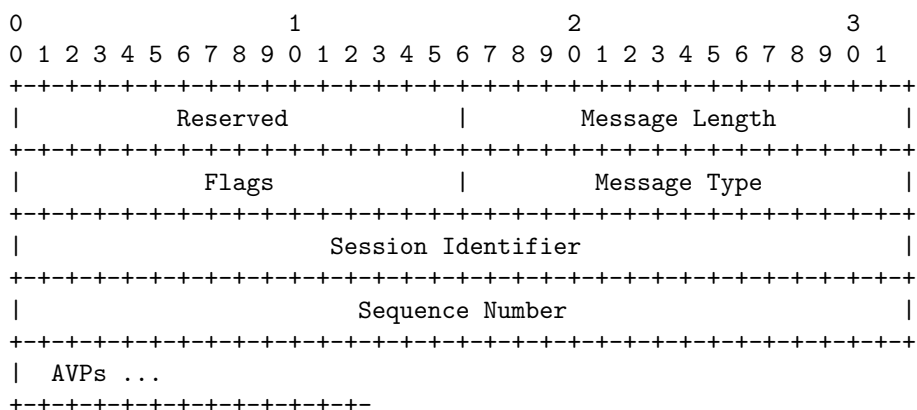 0                   1                   2                   3
0 1 2 3 4 5 6 7 8 9 0 1 2 3 4 5 6 7 8 9 0 1 2 3 4 5 6 7 8 9 0 1
+-+-+-+-+-+-+-+-+-+-+-+-+-+-+-+-+-+-+-+-+-+-+-+-+-+-+-+-+-+-+-+-+
|           Reserved            |        Message Length         |
+-+-+-+-+-+-+-+-+-+-+-+-+-+-+-+-+-+-+-+-+-+-+-+-+-+-+-+-+-+-+-+-+
|             Flags             |         Message Type          |
+-+-+-+-+-+-+-+-+-+-+-+-+-+-+-+-+-+-+-+-+-+-+-+-+-+-+-+-+-+-+-+-+
|                      Session Identifier                       |
+-+-+-+-+-+-+-+-+-+-+-+-+-+-+-+-+-+-+-+-+-+-+-+-+-+-+-+-+-+-+-+-+
|                        Sequence Number                        |
+-+-+-+-+-+-+-+-+-+-+-+-+-+-+-+-+-+-+-+-+-+-+-+-+-+-+-+-+-+-+-+-+
|  AVPs ...
+-+-+-+-+-+-+-+-+-+-+-+-+-